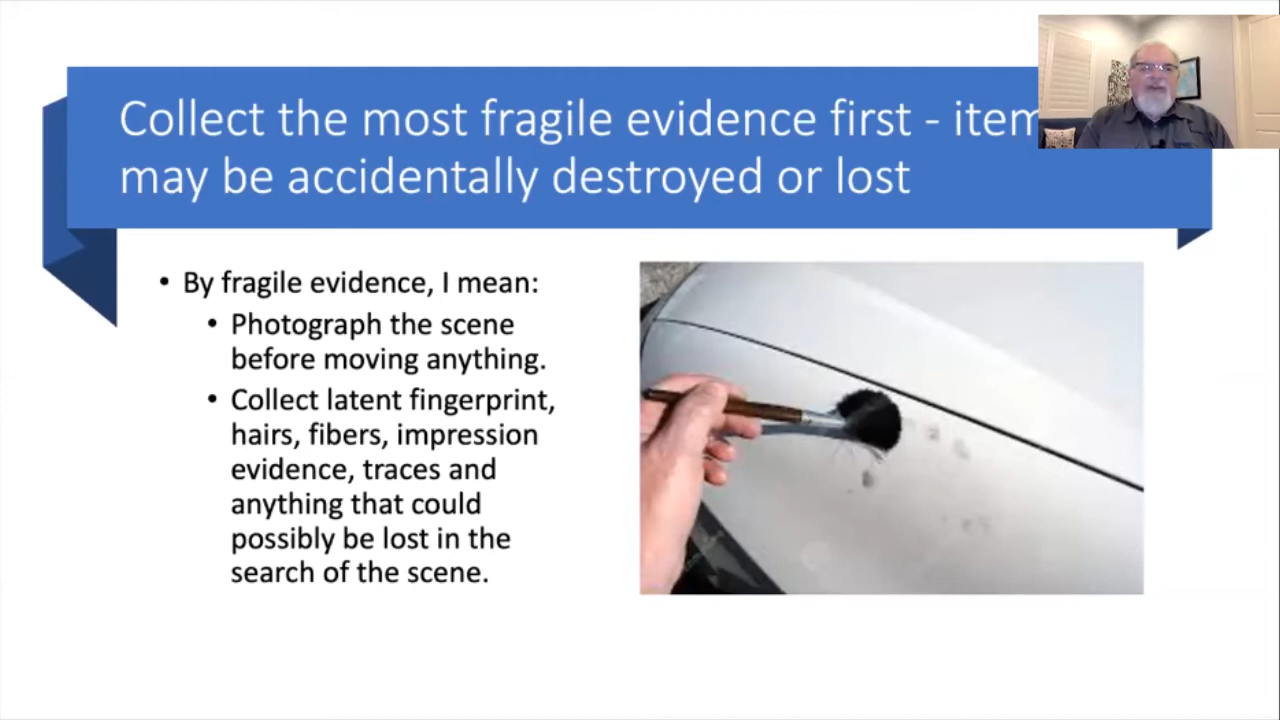 Collect the most fragile evidence first - item
may be accidentally destroyed or lost
• By fragile evidence, I mean:
• Photograph the scene
before moving anything.
• Collect latent fingerprint,
hairs, fibers, impression
evidence, traces and
anything that could
possibly be lost in the
search of the scene.